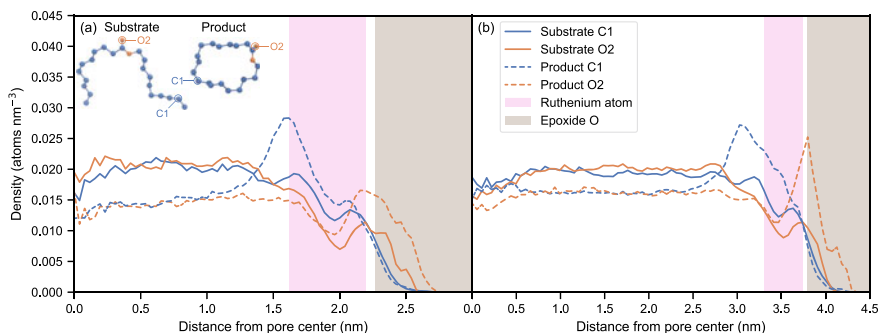 (a) Substrate Product
O2
O2
C1
C1
0.045
0.040
0.035
0.030
0.025
0.020
0.015
0.010
0.005
0.000
Density (atoms nm⁻³)
0.0 0.5 1.0 1.5 2.0 2.5
Distance from pore center (nm)
(b)
Substrate C1
Substrate O2
Product C1
Product O2
Ruthenium atom
Epoxide O
0.0 0.5 1.0 1.5 2.0 2.5 3.0 3.5 4.0 4.5
Distance from pore center (nm)